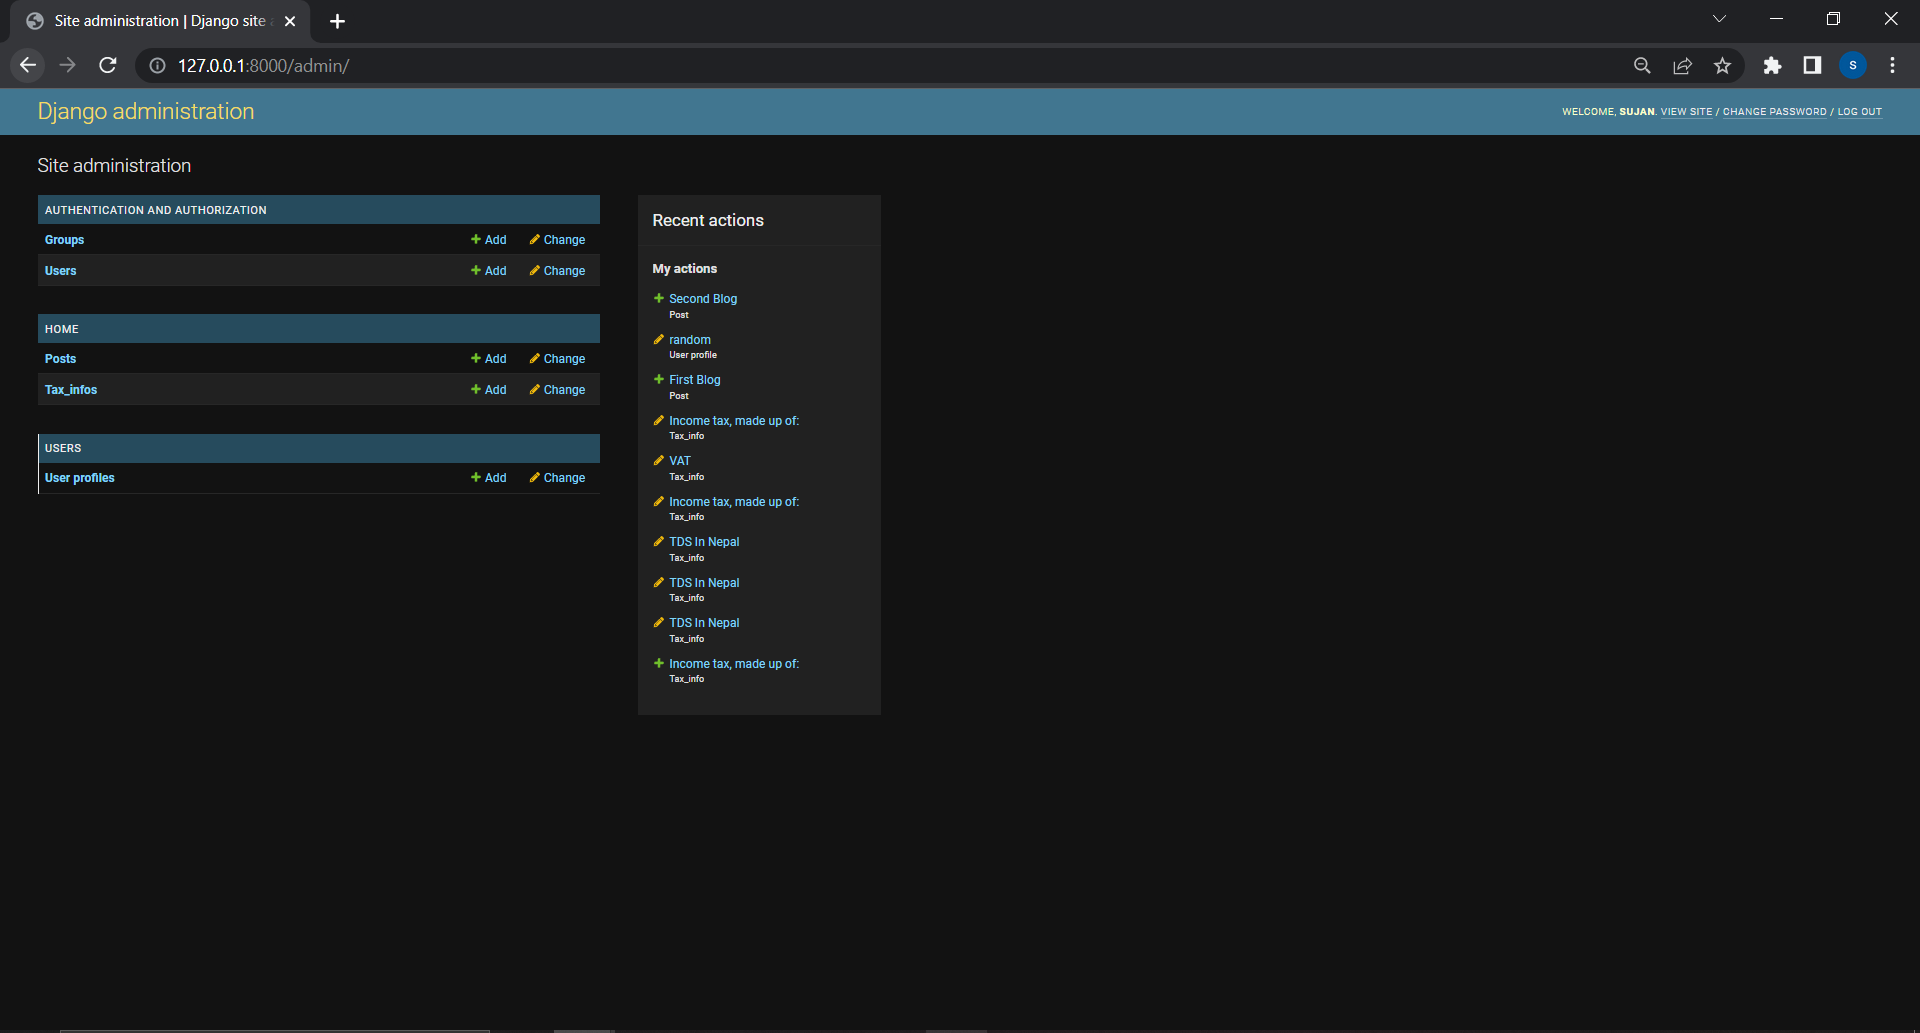 Site administration | Django site
127.0.0.1:8000/admin/
S
Django administration
WELCOME, SUJAN. VIEW SITE / CHANGE PASSWORD / LOG OUT
Site administration
AUTHENTICATION AND AUTHORIZATION
Groups Add Change
Users Add Change
HOME
Posts Add Change
Tax_infos Add Change
USERS
User profiles Add Change
Recent actions
My actions
Second Blog
Post
random
User profile
First Blog
Post
Income tax, made up of:
Tax_info
VAT
Tax_info
Income tax, made up of:
Tax_info
TDS In Nepal
Tax_info
TDS In Nepal
Tax_info
TDS In Nepal
Tax_info
Income tax, made up of:
Tax_info